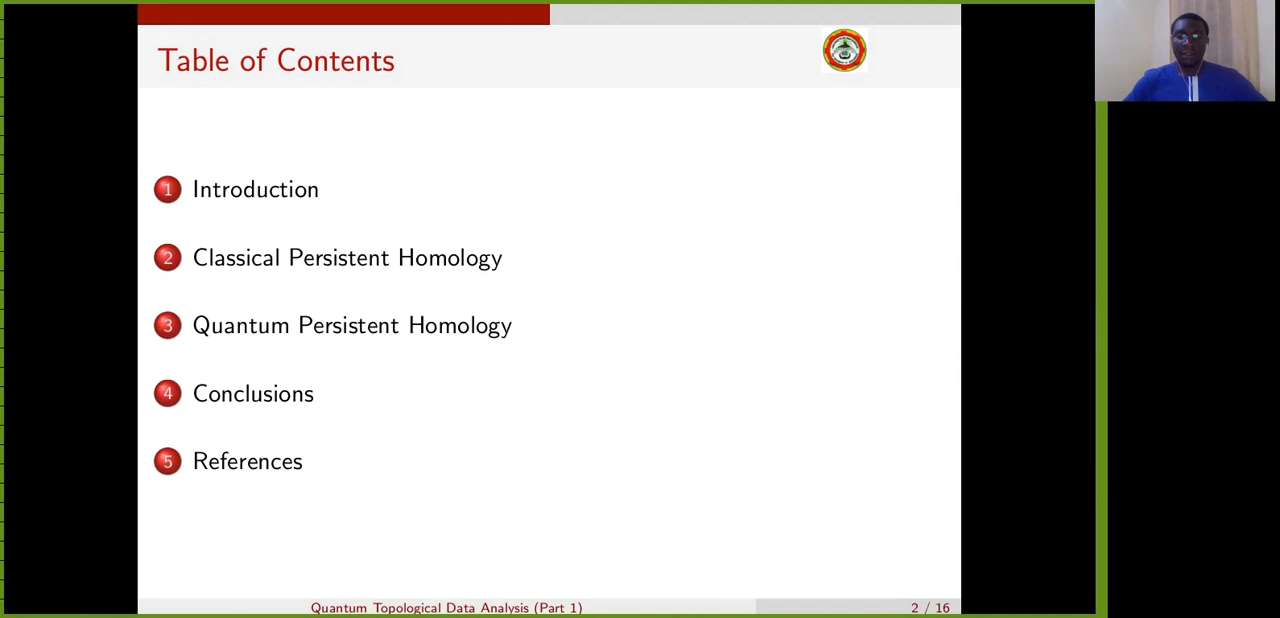 Table of Contents
1 Introduction
2 Classical Persistent Homology
3 Quantum Persistent Homology
4 Conclusions
5 References
Quantum Topological Data Analysis (Part 1)
2 / 16